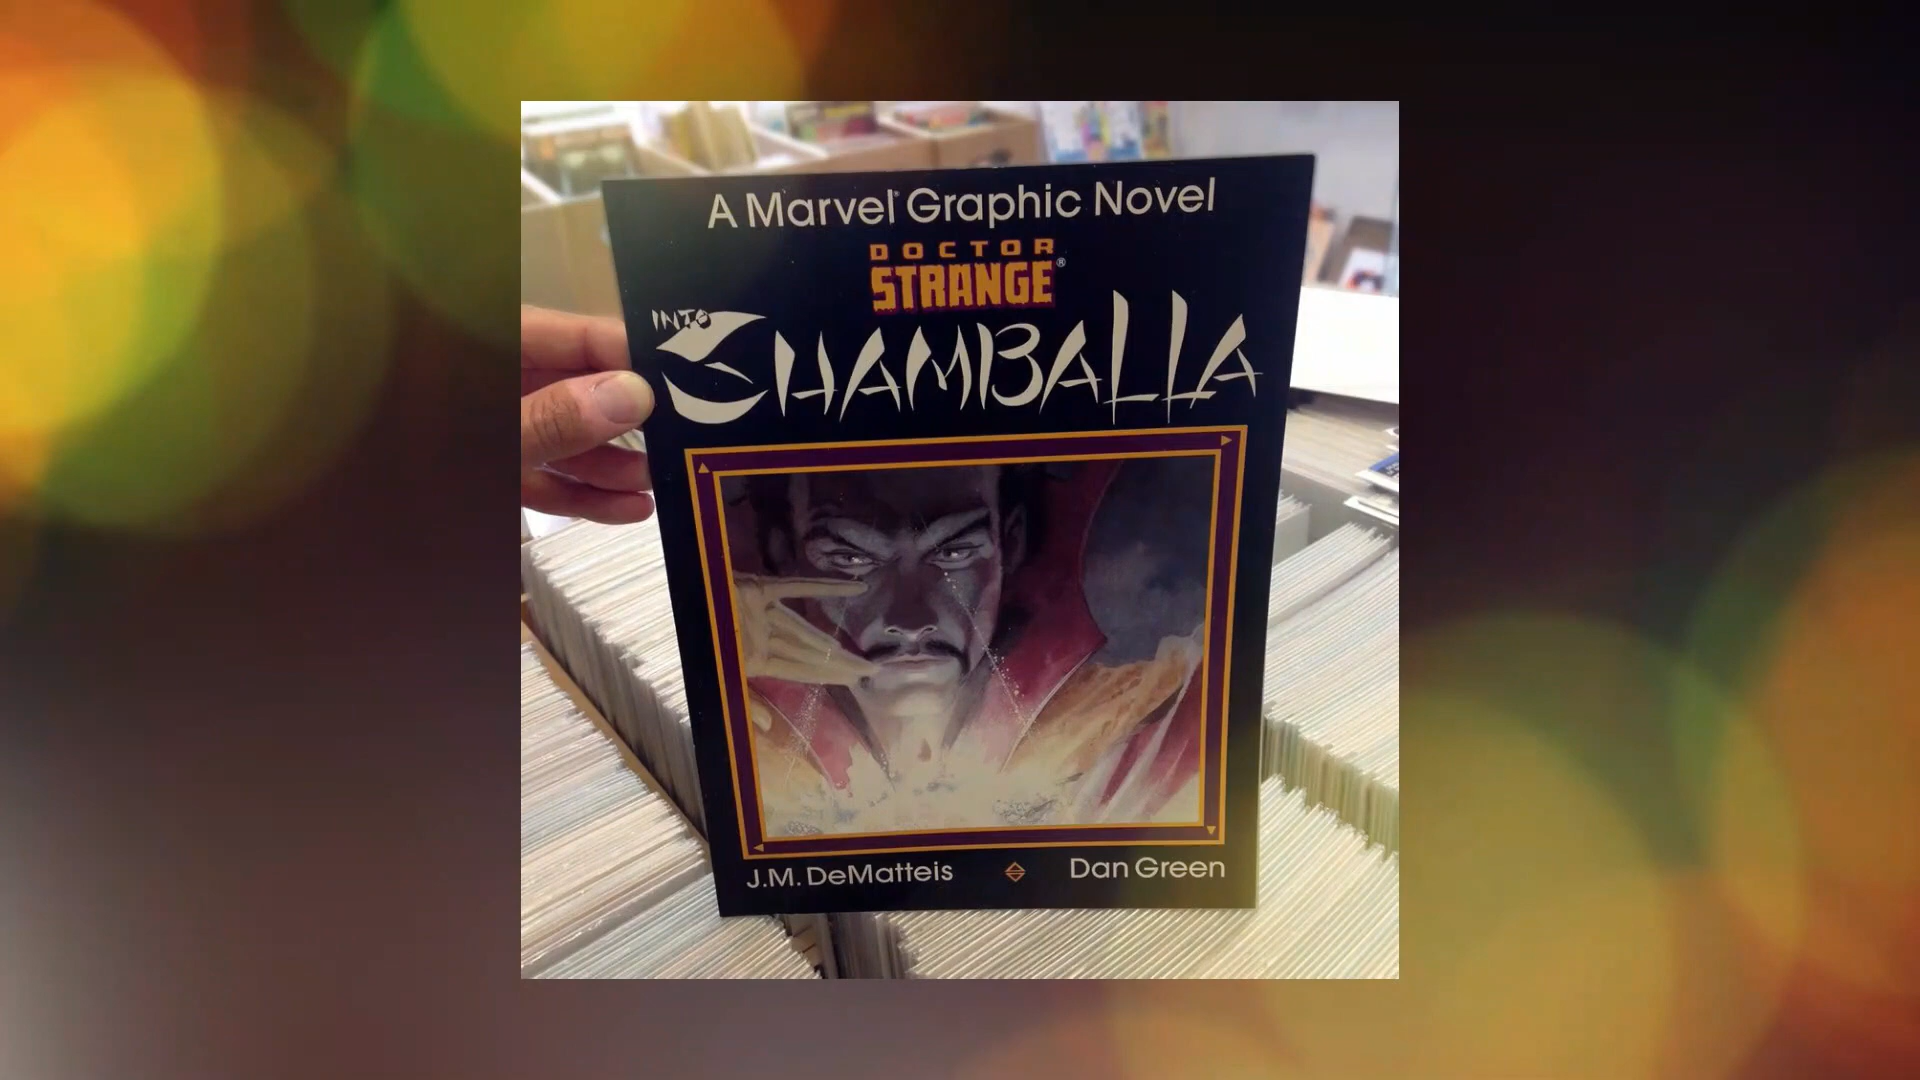 A Marvel® Graphic Novel
DOCTOR
STRANGE®
INTO
SHAMBALLA
J.M. DeMatteis
Dan Green